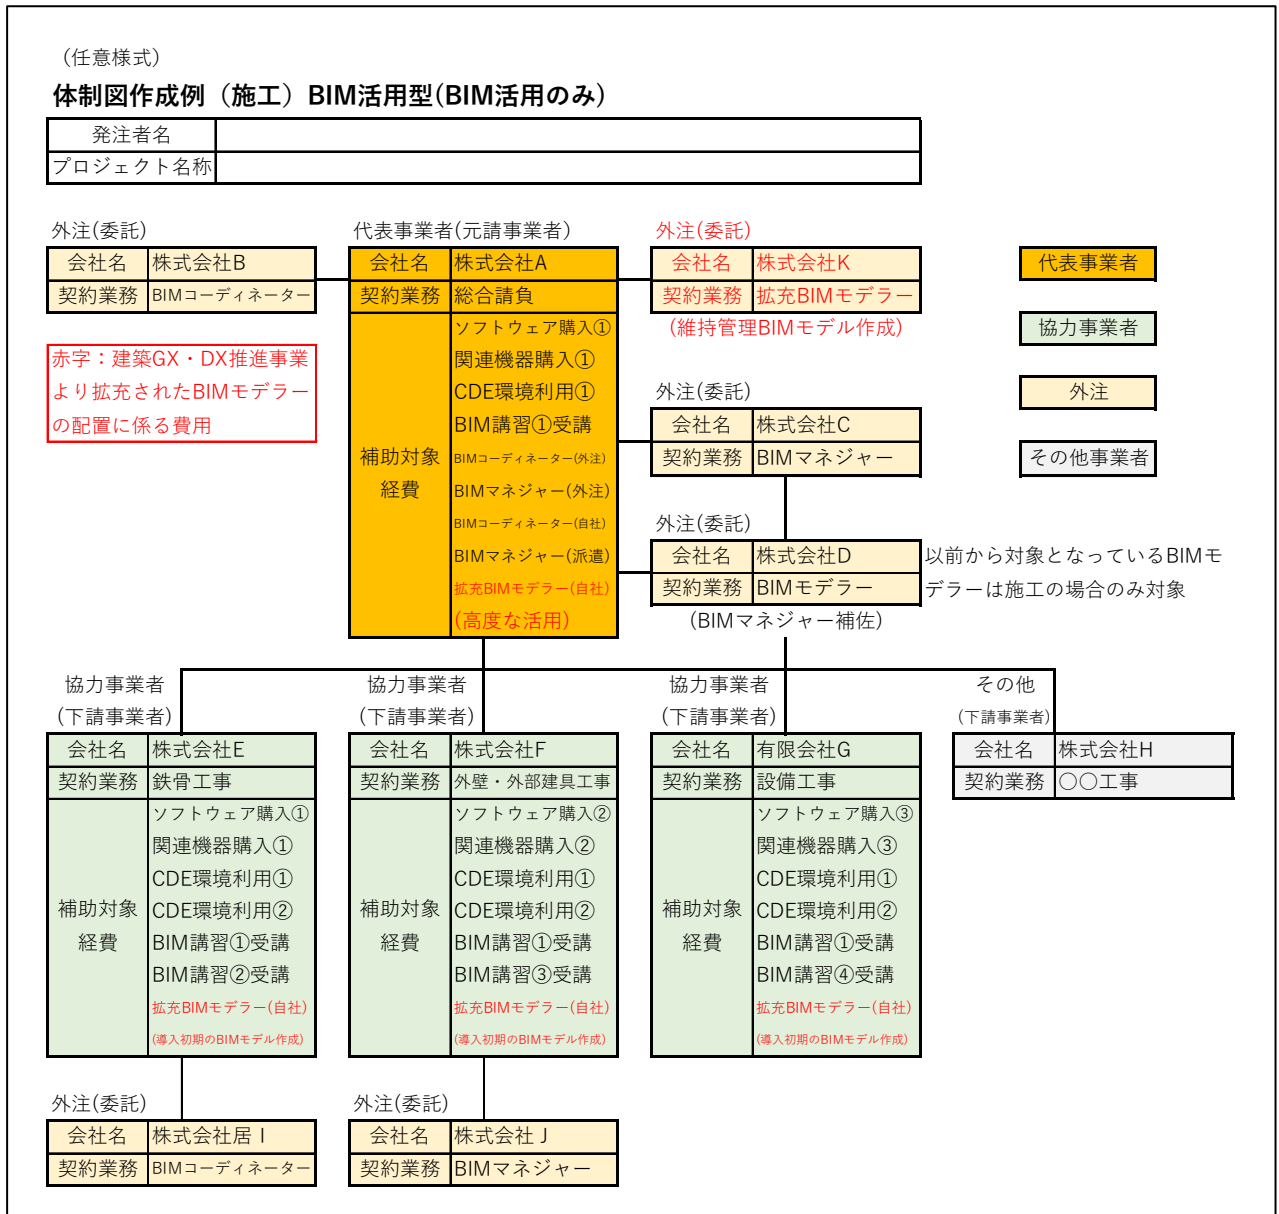 （任意様式）
体制図作成例（施工）BIM活用型(BIM活用のみ)
発注者名
プロジェクト名称
外注(委託)
会社名 株式会社B
契約業務 BIMコーディネーター
赤字：建築GX・DX推進事業
より拡充されたBIMモデラー
の配置に係る費用
代表事業者(元請事業者)
会社名 株式会社A
契約業務 総合請負
補助対象
経費
ソフトウェア購入①
関連機器購入①
CDE環境利用①
BIM講習①受講
BIMコーディネーター(外注)
BIMマネジャー(外注)
BIMコーディネーター(自社)
BIMマネジャー(派遣)
拡充BIMモデラー(自社)
(高度な活用)
外注(委託)
会社名 株式会社K
契約業務 拡充BIMモデラー
(維持管理BIMモデル作成)
外注(委託)
会社名 株式会社C
契約業務 BIMマネジャー
外注(委託)
会社名 株式会社D
契約業務 BIMモデラー
(BIMマネジャー補佐)
以前から対象となっているBIMモ
デラーは施工の場合のみ対象
代表事業者
協力事業者
外注
その他事業者
協力事業者
(下請事業者)
会社名 株式会社E
契約業務 鉄骨工事
補助対象
経費
ソフトウェア購入①
関連機器購入①
CDE環境利用①
CDE環境利用②
BIM講習①受講
BIM講習②受講
拡充BIMモデラー(自社)
(導入初期のBIMモデル作成)
協力事業者
(下請事業者)
会社名 株式会社F
契約業務 外壁・外部建具工事
補助対象
経費
ソフトウェア購入②
関連機器購入②
CDE環境利用①
CDE環境利用②
BIM講習①受講
BIM講習③受講
拡充BIMモデラー(自社)
(導入初期のBIMモデル作成)
協力事業者
(下請事業者)
会社名 有限会社G
契約業務 設備工事
補助対象
経費
ソフトウェア購入③
関連機器購入③
CDE環境利用①
CDE環境利用②
BIM講習①受講
BIM講習④受講
拡充BIMモデラー(自社)
(導入初期のBIMモデル作成)
その他
(下請事業者)
会社名 株式会社H
契約業務 〇〇工事
外注(委託)
会社名 株式会社居Ｉ
契約業務 BIMコーディネーター
外注(委託)
会社名 株式会社Ｊ
契約業務 BIMマネジャー